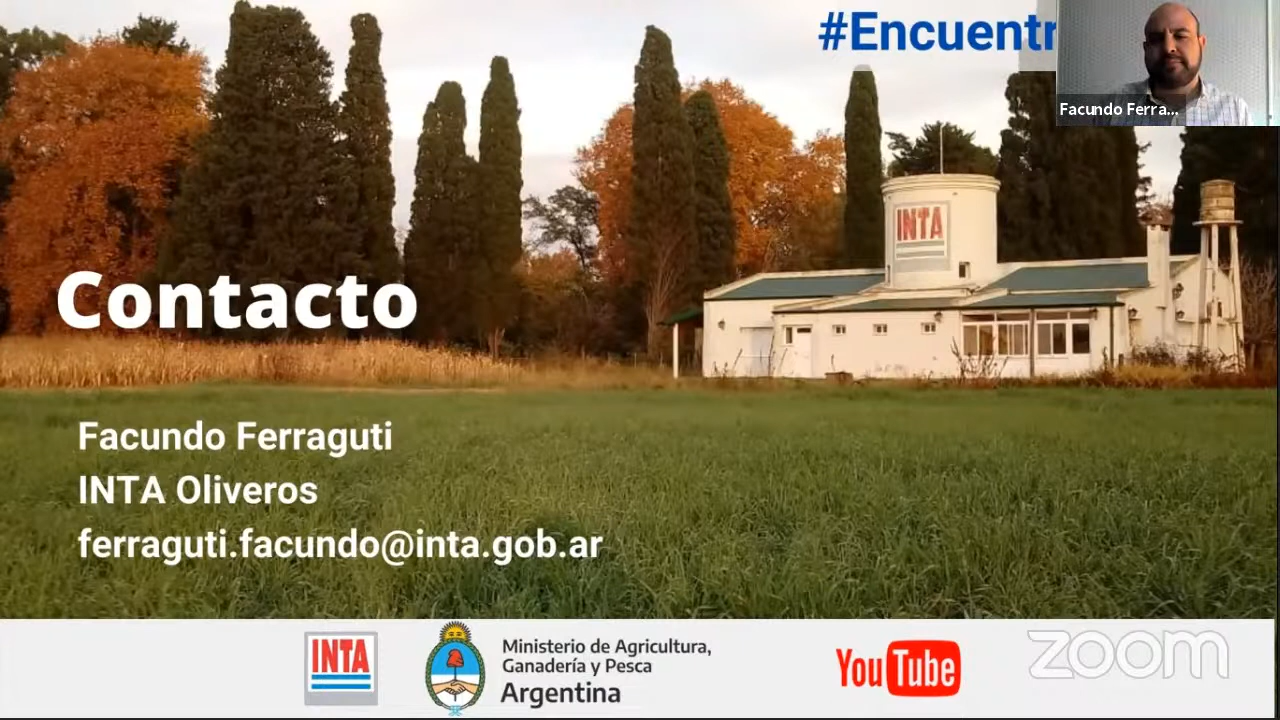 #Encuentr
Facundo Ferra...
INTA
Contacto
Facundo Ferraguti
INTA Oliveros
ferraguti.facundo@inta.gob.ar
INTA
Ministerio de Agricultura,
Ganadería y Pesca
Argentina
YouTube
zoom